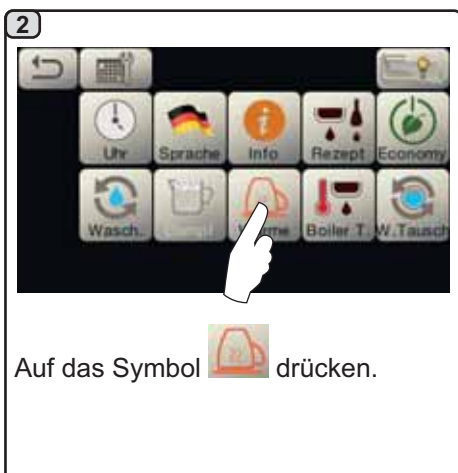 2
Uhr Sprache Info Rezept Economy
Wasch. Boiler T. W.Tausch
Auf das Symbol drücken.